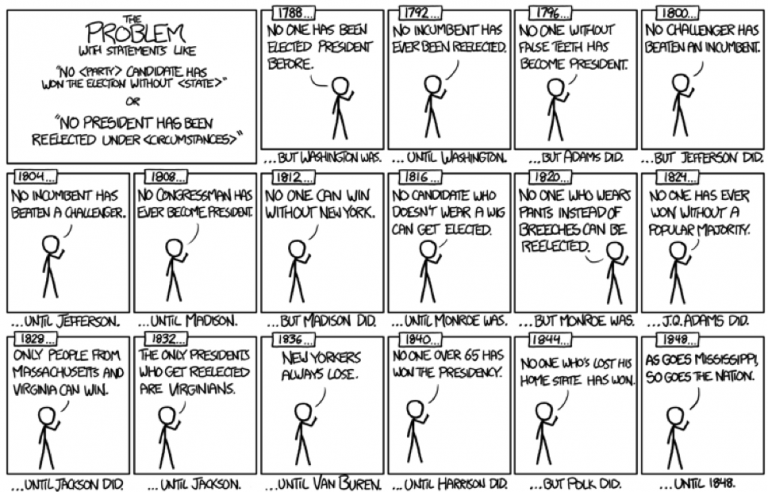 THE
PROBLEM
WITH STATEMENTS LIKE
"NO <PARTY> CANDIDATE HAS
WON THE ELECTION WITHOUT <STATE>"
OR
"NO PRESIDENT HAS BEEN
REELECTED UNDER <CIRCUMSTANCES>"
1788...
NO ONE HAS BEEN
ELECTED PRESIDENT
BEFORE.
...BUT WASHINGTON WAS.
1792...
NO INCUMBENT HAS
EVER BEEN REELECTED.
...UNTIL WASHINGTON.
1796...
NO ONE WITHOUT
FALSE TEETH HAS
BECOME PRESIDENT.
...BUT ADAMS DID.
1800...
NO CHALLENGER HAS
BEATEN AN INCUMBENT.
...BUT JEFFERSON DID.
1804...
NO INCUMBENT HAS
BEATEN A CHALLENGER.
...UNTIL JEFFERSON.
1808...
NO CONGRESSMAN HAS
EVER BECOME PRESIDENT.
...UNTIL MADISON.
1812...
NO ONE CAN WIN
WITHOUT NEW YORK.
...BUT MADISON DID.
1816...
NO CANDIDATE WHO
DOESN'T WEAR A WIG
CAN GET ELECTED.
...UNTIL MONROE WAS.
1820...
NO ONE WHO WEARS
PANTS INSTEAD OF
BREECHES CAN BE
REELECTED.
...BUT MONROE WAS.
1824...
NO ONE HAS EVER
WON WITHOUT A
POPULAR MAJORITY.
...J.Q. ADAMS DID.
1828...
ONLY PEOPLE FROM
MASSACHUSETTS AND
VIRGINIA CAN WIN.
...UNTIL JACKSON DID.
1832...
THE ONLY PRESIDENTS
WHO GET REELECTED
ARE VIRGINIANS.
...UNTIL JACKSON.
1836...
NEW YORKERS
ALWAYS LOSE.
...UNTIL VAN BUREN.
1840...
NO ONE OVER 65 HAS
WON THE PRESIDENCY.
...UNTIL HARRISON DID.
1844...
NO ONE WHO'S LOST HIS
HOME STATE HAS WON.
...BUT POLK DID.
1848...
AS GOES MISSISSIPPI,
SO GOES THE NATION.
...UNTIL 1848.